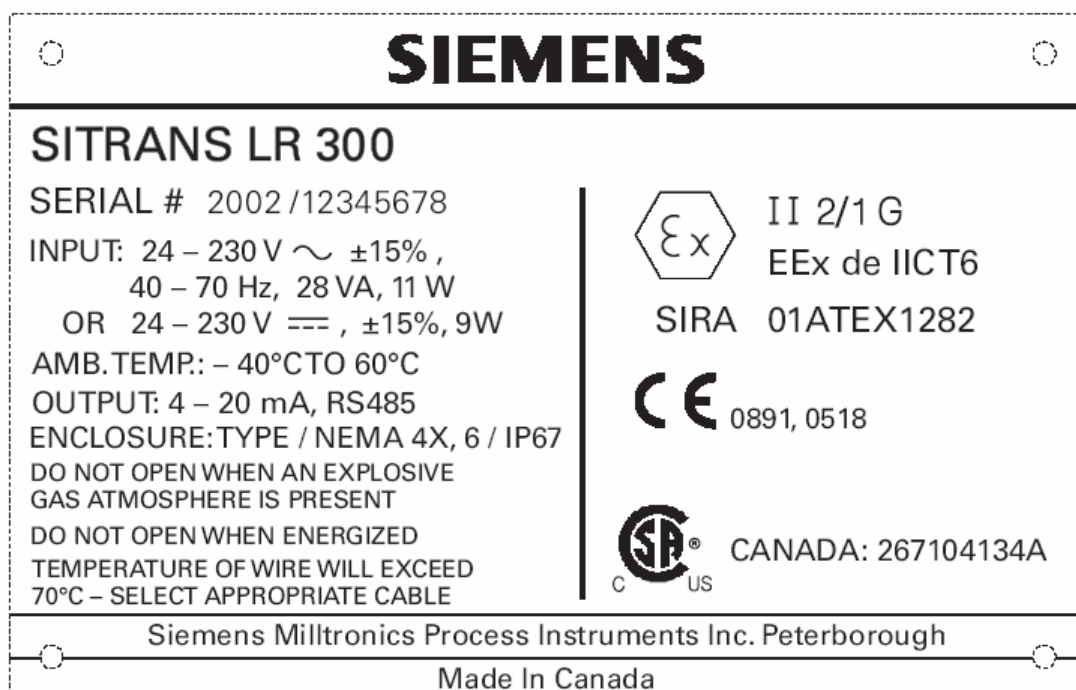 SIEMENS
SITRANS LR 300
SERIAL # 2002/12345678
INPUT: 24 – 230 V ∼ ±15%,
40 – 70 Hz, 28 VA, 11 W
OR 24 – 230 V ⎓, ±15%, 9W
AMB. TEMP.: – 40°C TO 60°C
OUTPUT: 4 – 20 mA, RS485
ENCLOSURE: TYPE / NEMA 4X, 6 / IP67
DO NOT OPEN WHEN AN EXPLOSIVE
GAS ATMOSPHERE IS PRESENT
DO NOT OPEN WHEN ENERGIZED
TEMPERATURE OF WIRE WILL EXCEED
70°C – SELECT APPROPRIATE CABLE
Ex II 2/1 G
EEx de IIC T6
SIRA 01ATEX1282
CE 0891, 0518
C SA ® US CANADA: 267104134A
Siemens Milltronics Process Instruments Inc. Peterborough
Made In Canada